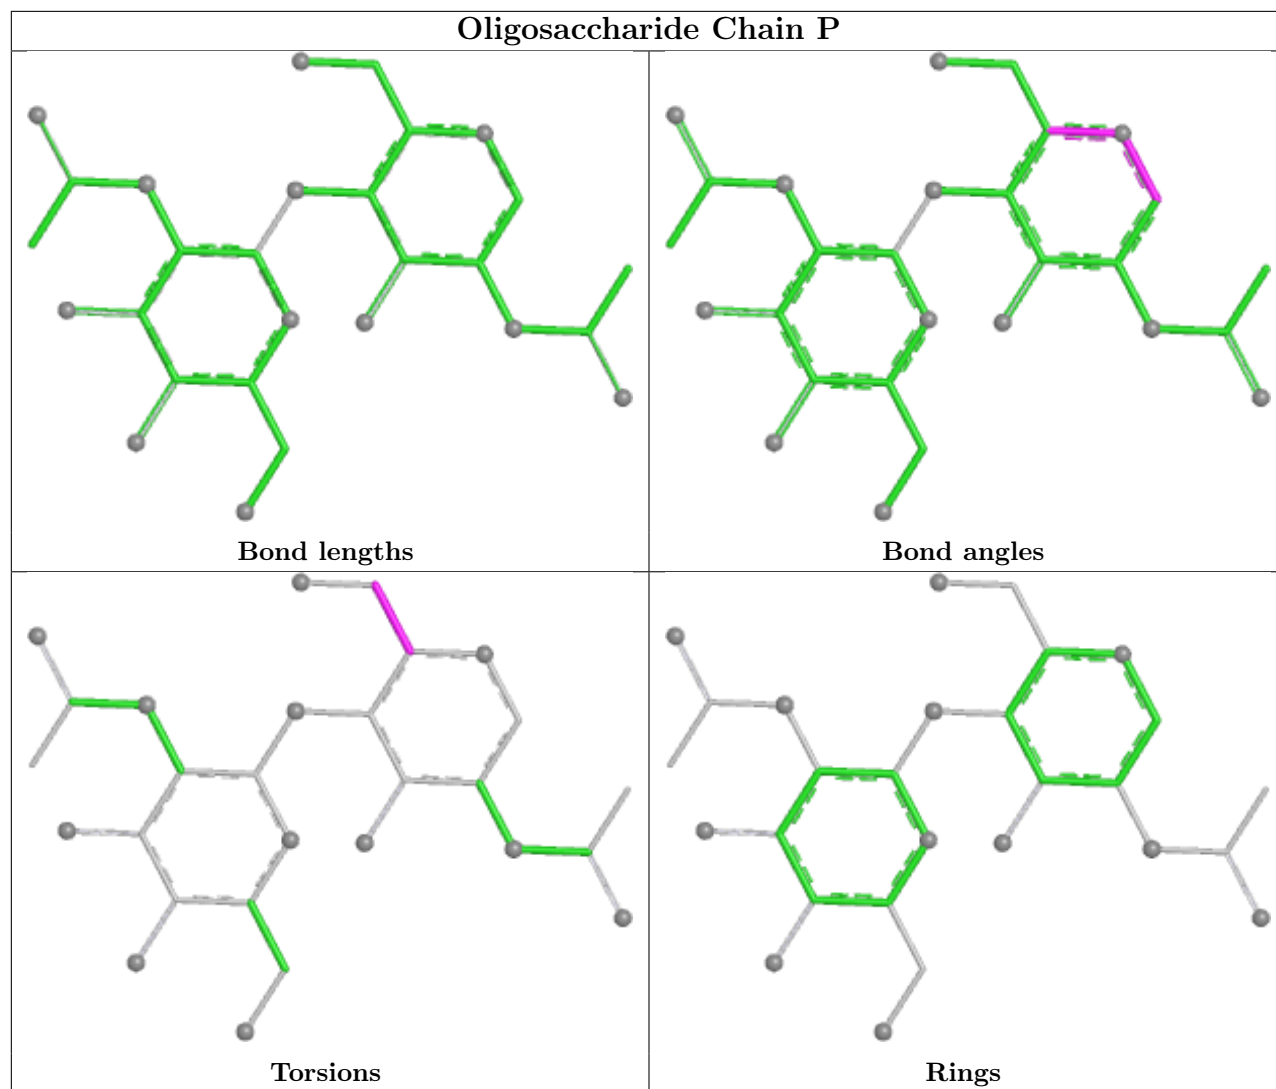 Oligosaccharide Chain P
Bond lengths
Bond angles
Torsions
Rings